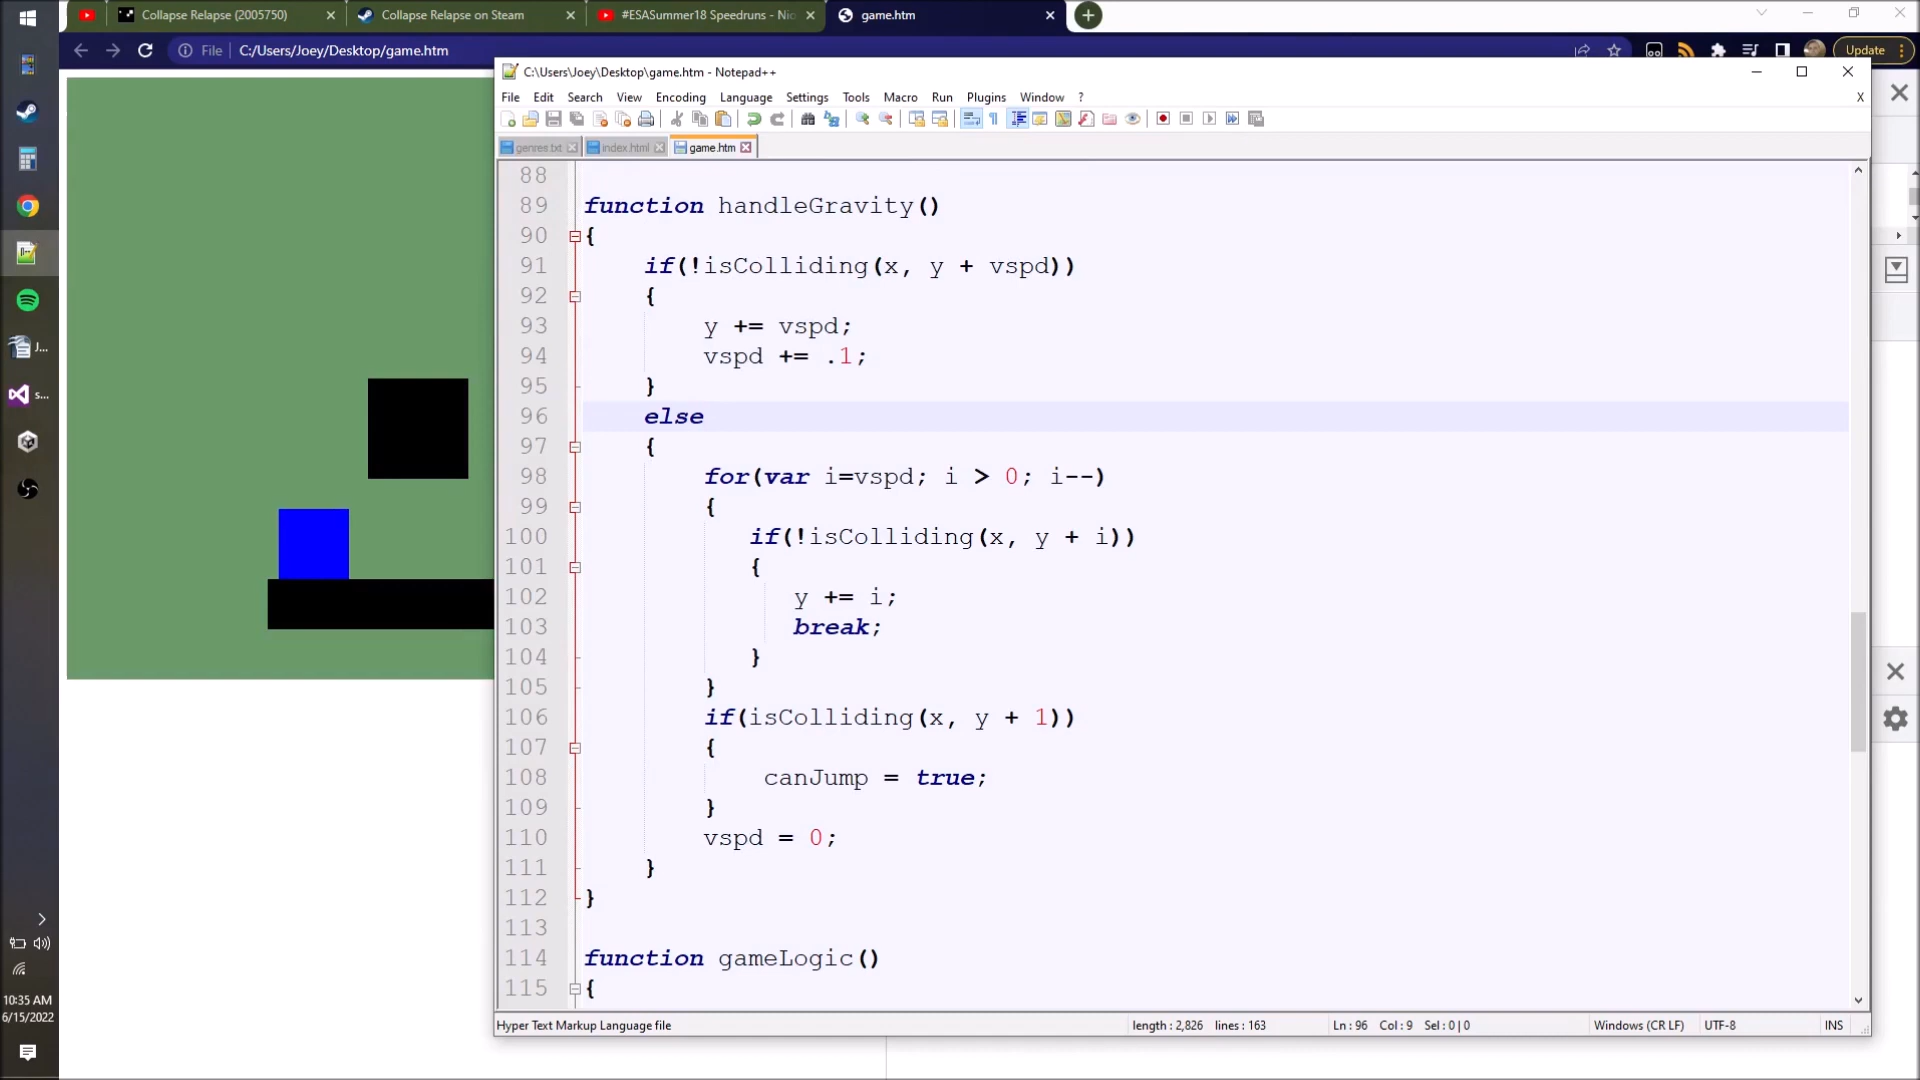 Collapse Relapse (2005750)
Collapse Relapse on Steam
#ESASummer18 Speedruns - Nic
game.htm
File C:/Users/Joey/Desktop/game.htm
Update
C:\Users\Joey\Desktop\game.htm - Notepad++
File Edit Search View Encoding Language Settings Tools Macro Run Plugins Window ?
X
genres.txt index.html game.htm
88
89 function handleGravity()
90 {
91 if(!isColliding(x, y + vspd))
92 {
93 y += vspd;
94 vspd += .1;
95 }
96 else
97 {
98 for(var i=vspd; i > 0; i--)
99 {
100 if(!isColliding(x, y + i))
101 {
102 y += i;
103 break;
104 }
105 }
106 if(isColliding(x, y + 1))
107 {
108 canJump = true;
109 }
110 vspd = 0;
111 }
112 }
113
114 function gameLogic()
115 {
Hyper Text Markup Language file length : 2,826 lines : 163 Ln : 96 Col : 9 Sel : 0 | 0 Windows (CR LF) UTF-8 INS
J...
s...
10:35 AM
6/15/2022